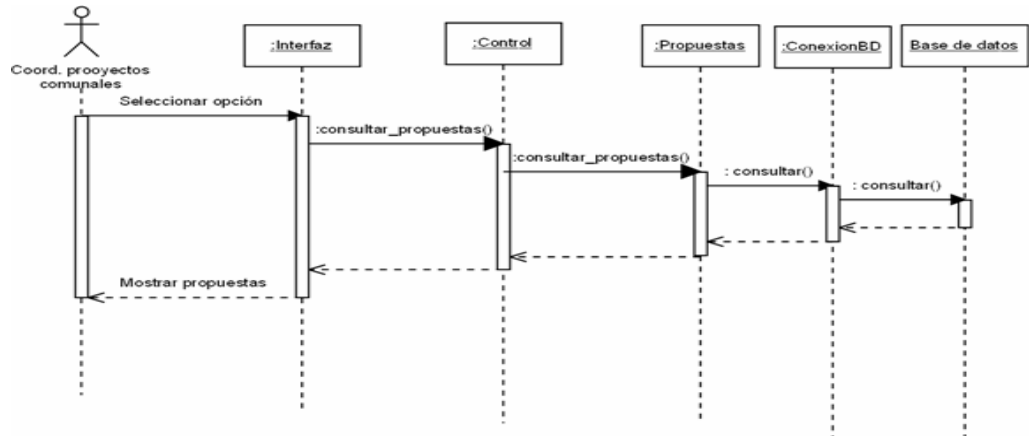 :Interfaz
:Control
:Propuestas
:ConexionBD
Base de datos
Coord. prooyectos
comunales
Seleccionar opción
:consultar_propuestas()
:consultar_propuestas()
: consultar()
: consultar()
Mostrar propuestas